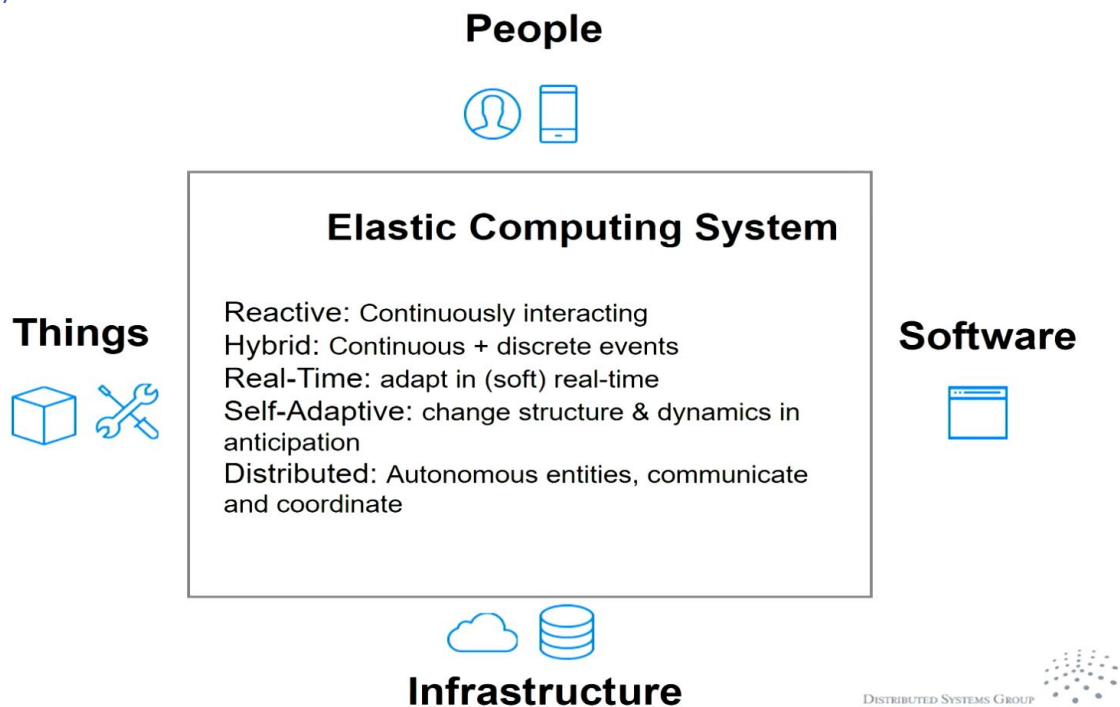 People
Elastic Computing System
Reactive: Continuously interacting
Hybrid: Continuous + discrete events
Real-Time: adapt in (soft) real-time
Self-Adaptive: change structure & dynamics in
anticipation
Distributed: Autonomous entities, communicate
and coordinate
Things
Software
Infrastructure
DISTRIBUTED SYSTEMS GROUP